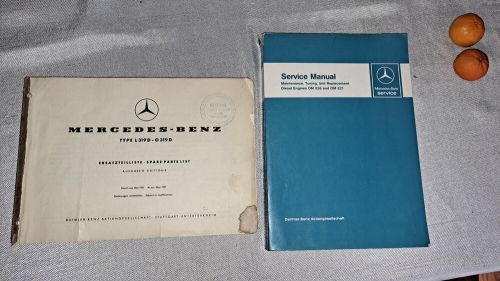 MERCEDES-BENZ
TYPE L 319 D - O 319 D
ERSATZTEILLISTE · SPARE PARTS LIST
AUSGABE / EDITION B
DAIMLER-BENZ AKTIENGESELLSCHAFT · STUTTGART-UNTERTÜRKHEIM
Service Manual
Maintenance, Tuning, Unit Replacement
Diesel Engines OM 636 and OM 621
Mercedes-Benz
service
Daimler-Benz Aktiengesellschaft